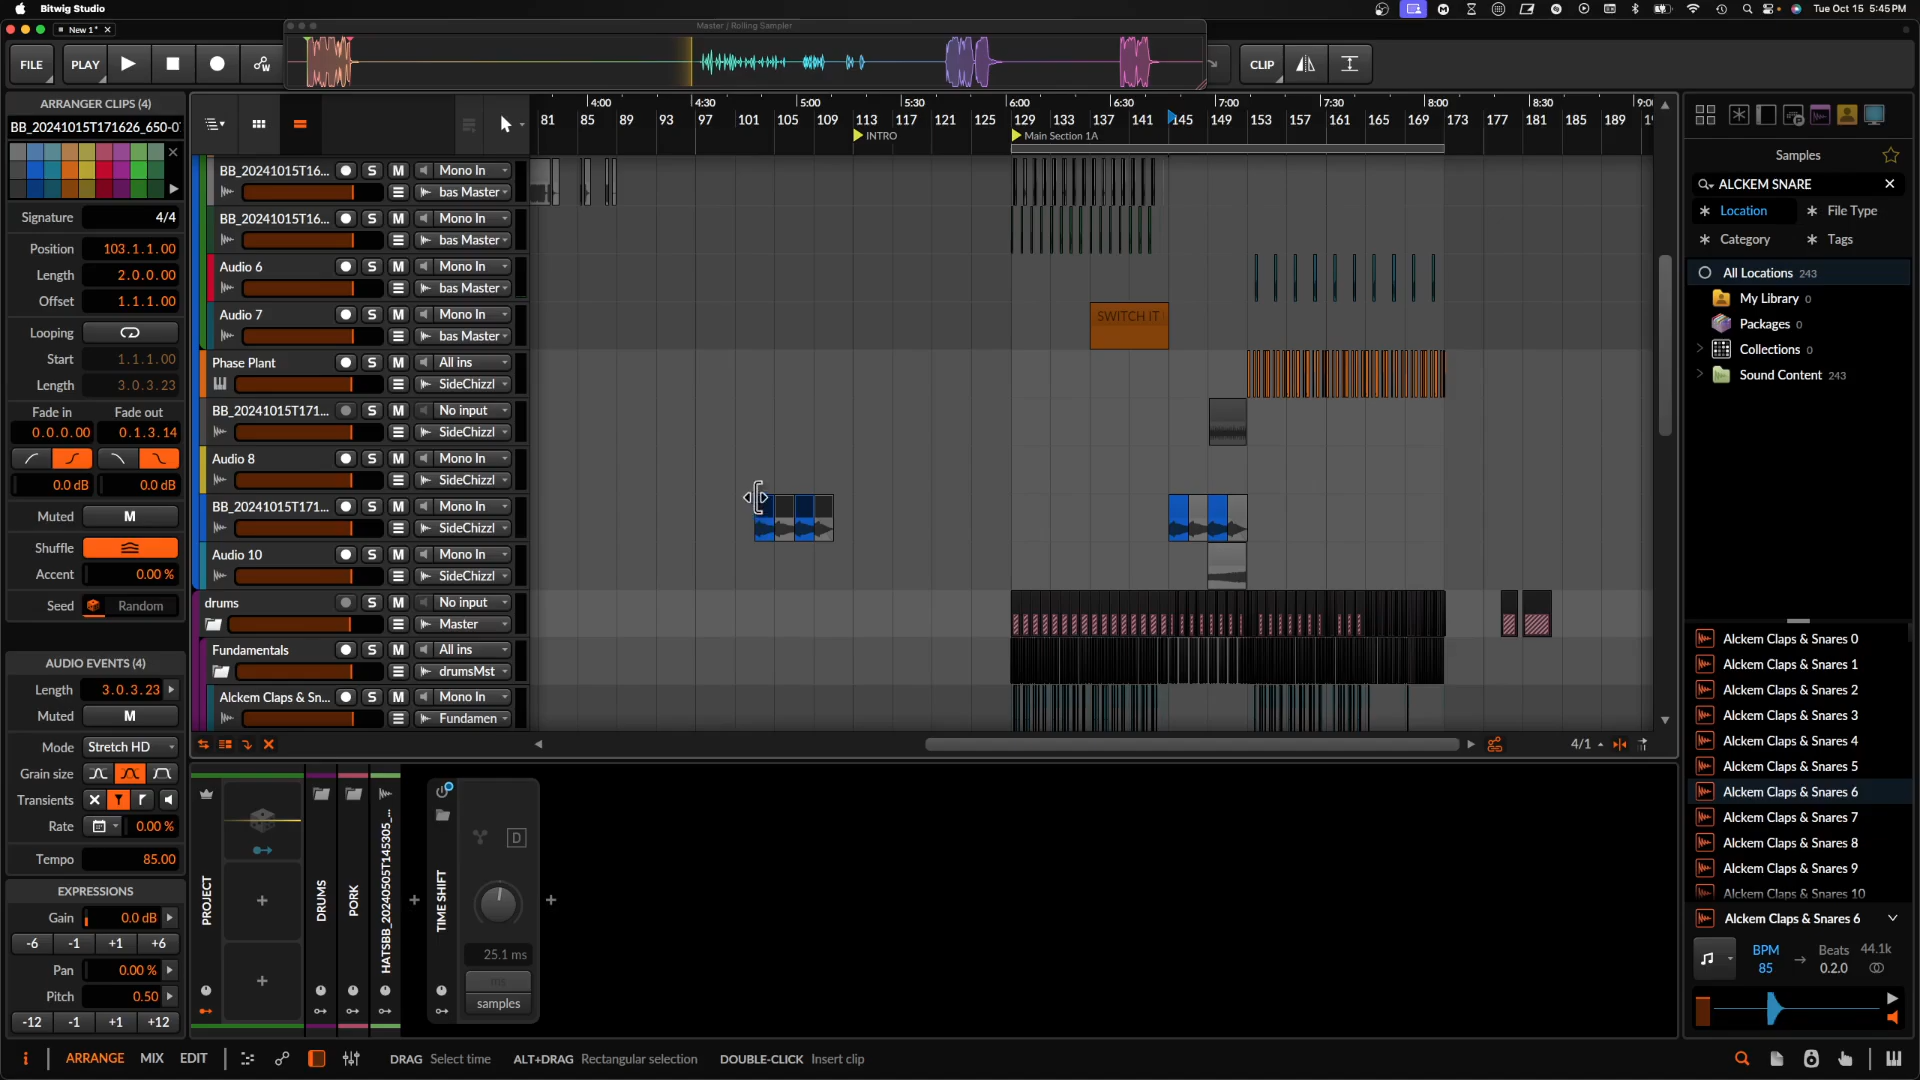 Bitwig Studio
Tue Oct 15 5:45 PM
New 1*
Master / Rolling Sampler
FILE
PLAY
CLIP
ARRANGER CLIPS (4)
BB_20241015T171626_650-0
Signature 4/4
Position 103.1.1.00
Length 2.0.0.00
Offset 1.1.1.00
Looping
Start 1.1.1.00
Length 3.0.3.23
Fade in Fade out
0.0.0.00 0.1.3.14
0.0 dB 0.0 dB
Muted M
Shuffle
Accent 0.00 %
Seed Random
AUDIO EVENTS (4)
Length 3.0.3.23
Muted M
Mode Stretch HD
Grain size
Transients
Rate 0.00 %
Tempo 85.00
EXPRESSIONS
Gain 0.0 dB
-6 -1 +1 +6
Pan 0.00 %
Pitch 0.50
-12 -1 +1 +12
4:00 4:30 5:00 5:30 6:00 6:30 7:00 7:30 8:00 8:30 9:0
81 85 89 93 97 101 105 109 113 117 121 125 129 133 137 141 145 149 153 157 161 165 169 173 177 181 185 189
INTRO Main Section 1A
BB_20241015T16... S M Mono In
bas Master
BB_20241015T16... S M Mono In
bas Master
Audio 6 S M Mono In
bas Master
Audio 7 S M Mono In
bas Master
SWITCH IT
Phase Plant S M All ins
SideChizzl
BB_20241015T171... S M No input
SideChizzl
Audio 8 S M Mono In
SideChizzl
BB_20241015T171... S M Mono In
SideChizzl
Audio 10 S M Mono In
SideChizzl
drums S M No input
Master
Fundamentals S M All ins
drumsMst
Alckem Claps & Sn... S M Mono In
Fundamen
4/1
PROJECT
DRUMS
PORK
HATSBB_20240505T145305_...
TIME SHIFT
D
25.1 ms
ms
samples
Samples
ALCKEM SNARE
Location File Type
Category Tags
All Locations 243
My Library 0
Packages 0
Collections 0
Sound Content 243
Alckem Claps & Snares 0
Alckem Claps & Snares 1
Alckem Claps & Snares 2
Alckem Claps & Snares 3
Alckem Claps & Snares 4
Alckem Claps & Snares 5
Alckem Claps & Snares 6
Alckem Claps & Snares 7
Alckem Claps & Snares 8
Alckem Claps & Snares 9
Alckem Claps & Snares 10
Alckem Claps & Snares 6
BPM Beats 44.1k
85 0.2.0
i ARRANGE MIX EDIT
DRAG Select time ALT+DRAG Rectangular selection DOUBLE-CLICK Insert clip